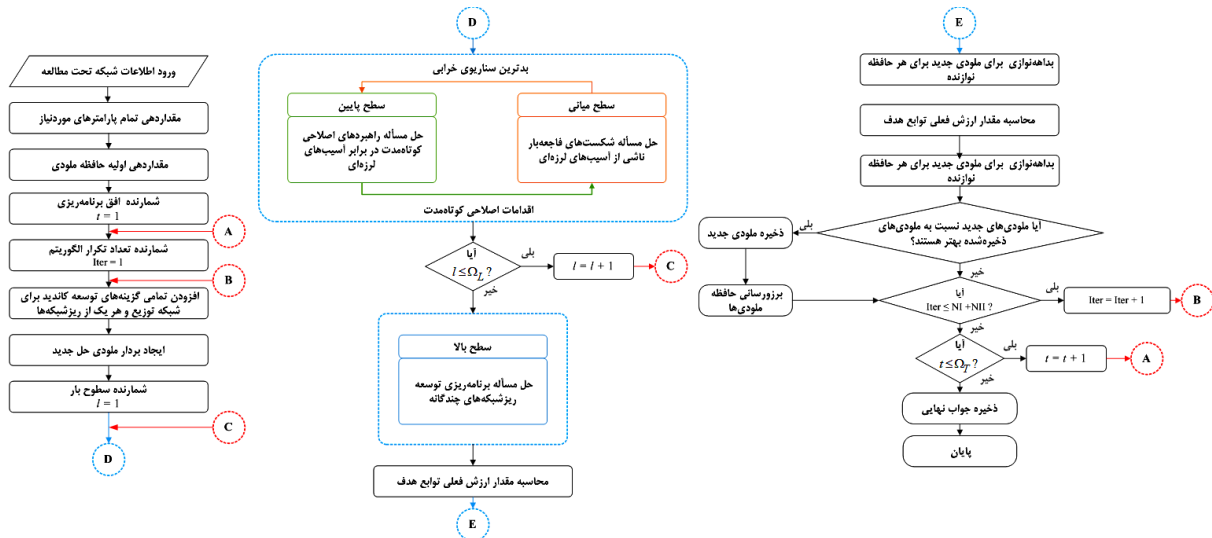 ورود اطلاعات شبکه تحت مطالعه
مقداردهی تمام پارامترهای موردنیاز
مقداردهی اولیه حافظه ملودی
شمارنده افق برنامه‌ریزی
t = 1
A
شمارنده تعداد تکرار الگوریتم
Iter = 1
B
افزودن تمامی گزینه‌های توسعه کاندید برای
شبکه توزیع و هر یک از ریزشبکه‌ها
ایجاد بردار ملودی حل جدید
شمارنده سطوح بار
l = 1
C
D
D
بدترین سناریوی خرابی
سطح میانی
حل مسأله شکست‌های فاجعه‌بار
ناشی از آسیب‌های لرزه‌ای
سطح پایین
حل مسأله راهبردهای اصلاحی
کوتاه‌مدت در برابر آسیب‌های
لرزه‌ای
اقدامات اصلاحی کوتاه‌مدت
آیا
l ≤ Ω_L ?
بلی
l = l + 1
C
خیر
سطح بالا
حل مسأله برنامه‌ریزی توسعه
ریزشبکه‌های چندگانه
محاسبه مقدار ارزش فعلی توابع هدف
E
E
بداهه‌نوازی برای ملودی جدید برای هر حافظه
نوازنده
محاسبه مقدار ارزش فعلی توابع هدف
بداهه‌نوازی برای ملودی جدید برای هر حافظه
نوازنده
آیا ملودی‌های جدید نسبت به ملودی‌های
ذخیره‌شده بهتر هستند؟
بلی
ذخیره ملودی جدید
برزورسانی حافظه
ملودی‌ها
خیر
آیا
Iter ≤ NI +NII ?
بلی
Iter = Iter + 1
B
خیر
آیا
t ≤ Ω_T ?
بلی
t = t + 1
A
خیر
ذخیره جواب نهایی
پایان